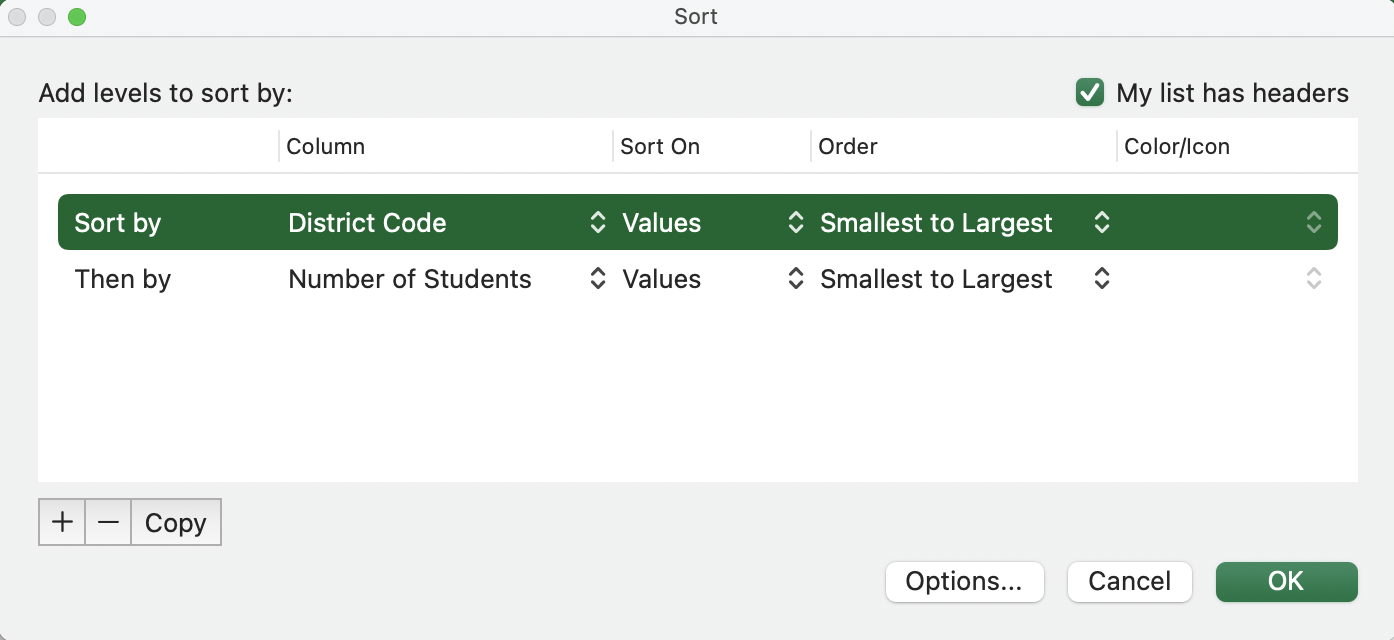 Sort
Add levels to sort by:
My list has headers
Column Sort On Order Color/Icon
Sort by District Code Values Smallest to Largest
Then by Number of Students Values Smallest to Largest
+ − Copy
Options... Cancel OK